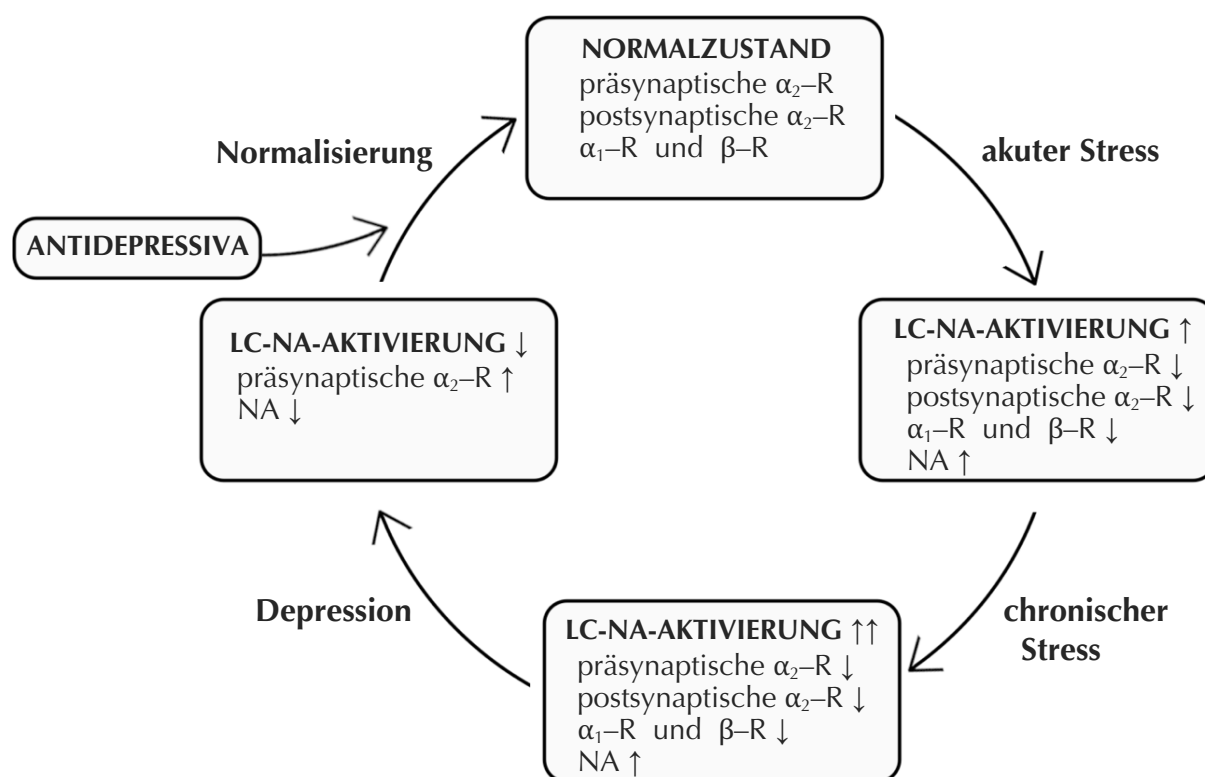 NORMALZUSTAND
präsynaptische α₂–R
postsynaptische α₂–R
α₁–R und β–R
akuter Stress
LC-NA-AKTIVIERUNG ↑
präsynaptische α₂–R ↓
postsynaptische α₂–R ↓
α₁–R und β–R ↓
NA ↑
chronischer
Stress
LC-NA-AKTIVIERUNG ↑↑
präsynaptische α₂–R ↓
postsynaptische α₂–R ↓
α₁–R und β–R ↓
NA ↑
Depression
LC-NA-AKTIVIERUNG ↓
präsynaptische α₂–R ↑
NA ↓
ANTIDEPRESSIVA
Normalisierung